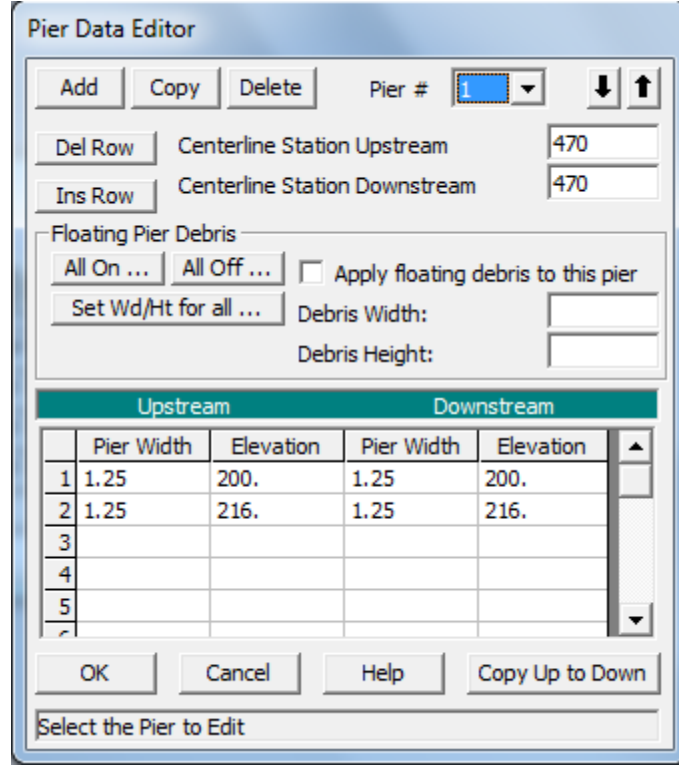 Pier Data Editor
Add Copy Delete Pier # 1
Del Row Centerline Station Upstream 470
Ins Row Centerline Station Downstream 470
Floating Pier Debris
All On ... All Off ... Apply floating debris to this pier
Set Wd/Ht for all ... Debris Width:
Debris Height:
Upstream Downstream
Pier Width Elevation Pier Width Elevation
1 1.25 200. 1.25 200.
2 1.25 216. 1.25 216.
3
4
5
OK Cancel Help Copy Up to Down
Select the Pier to Edit